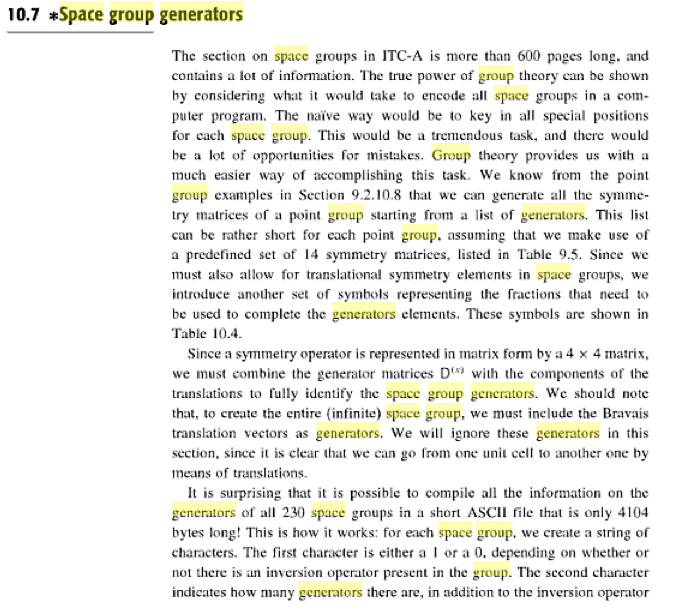 10.7 *Space group generators
The section on space groups in ITC-A is more than 600 pages long, and
contains a lot of information. The true power of group theory can be shown
by considering what it would take to encode all space groups in a com-
puter program. The naïve way would be to key in all special positions
for each space group. This would be a tremendous task, and there would
be a lot of opportunities for mistakes. Group theory provides us with a
much easier way of accomplishing this task. We know from the point
group examples in Section 9.2.10.8 that we can generate all the symme-
try matrices of a point group starting from a list of generators. This list
can be rather short for each point group, assuming that we make use of
a predefined set of 14 symmetry matrices, listed in Table 9.5. Since we
must also allow for translational symmetry elements in space groups, we
introduce another set of symbols representing the fractions that need to
be used to complete the generators elements. These symbols are shown in
Table 10.4.
Since a symmetry operator is represented in matrix form by a 4 × 4 matrix,
we must combine the generator matrices D(s) with the components of the
translations to fully identify the space group generators. We should note
that, to create the entire (infinite) space group, we must include the Bravais
translation vectors as generators. We will ignore these generators in this
section, since it is clear that we can go from one unit cell to another one by
means of translations.
It is surprising that it is possible to compile all the information on the
generators of all 230 space groups in a short ASCII file that is only 4104
bytes long! This is how it works: for each space group, we create a string of
characters. The first character is either a 1 or a 0, depending on whether or
not there is an inversion operator present in the group. The second character
indicates how many generators there are, in addition to the inversion operator